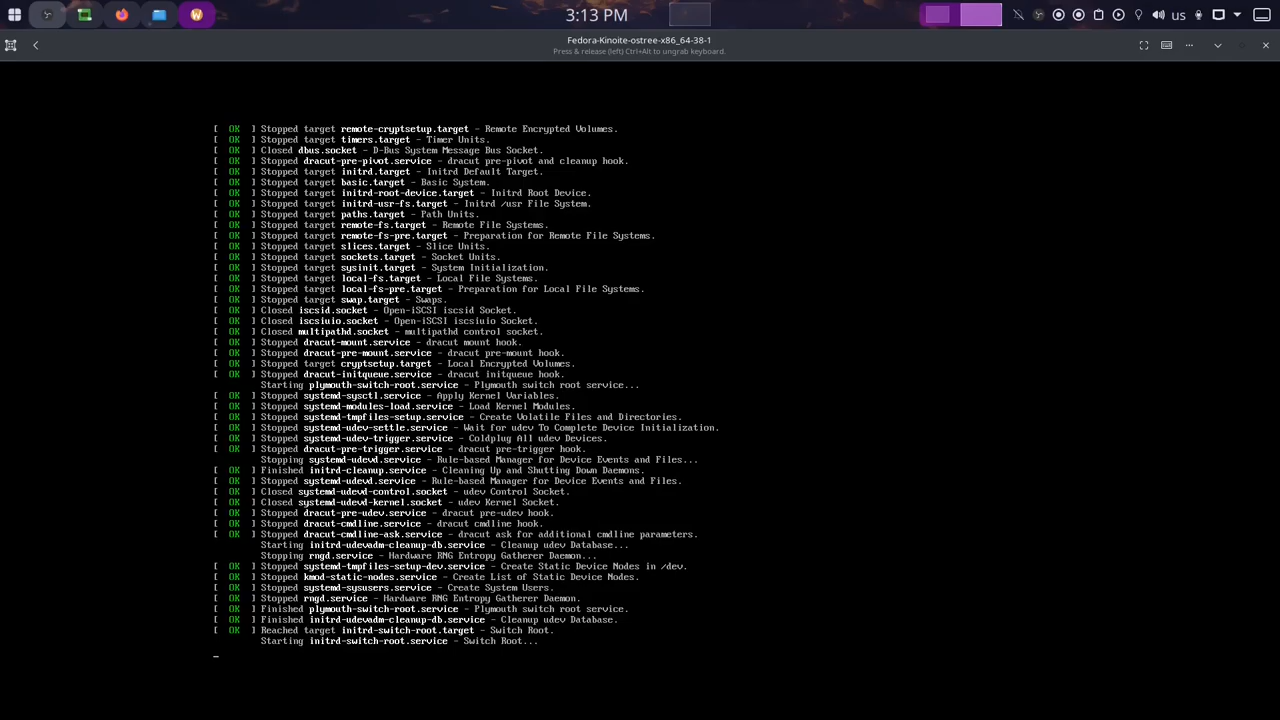 3:13 PM
us
Fedora-Kinoite-ostree-x86_64-38-1
Press & release (left) Ctrl+Alt to ungrab keyboard.
[  OK  ] Stopped target remote-cryptsetup.target - Remote Encrypted Volumes.
[  OK  ] Stopped target timers.target - Timer Units.
[  OK  ] Closed dbus.socket - D-Bus System Message Bus Socket.
[  OK  ] Stopped dracut-pre-pivot.service - dracut pre-pivot and cleanup hook.
[  OK  ] Stopped target initrd.target - Initrd Default Target.
[  OK  ] Stopped target basic.target - Basic System.
[  OK  ] Stopped target initrd-root-device.target - Initrd Root Device.
[  OK  ] Stopped target initrd-usr-fs.target - Initrd /usr File System.
[  OK  ] Stopped target paths.target - Path Units.
[  OK  ] Stopped target remote-fs.target - Remote File Systems.
[  OK  ] Stopped target remote-fs-pre.target - Preparation for Remote File Systems.
[  OK  ] Stopped target slices.target - Slice Units.
[  OK  ] Stopped target sockets.target - Socket Units.
[  OK  ] Stopped target sysinit.target - System Initialization.
[  OK  ] Stopped target local-fs.target - Local File Systems.
[  OK  ] Stopped target local-fs-pre.target - Preparation for Local File Systems.
[  OK  ] Stopped target swap.target - Swaps.
[  OK  ] Closed iscsid.socket - Open-iSCSI iscsid Socket.
[  OK  ] Closed iscsiuio.socket - Open-iSCSI iscsiuio Socket.
[  OK  ] Closed multipathd.socket - multipathd control socket.
[  OK  ] Stopped dracut-mount.service - dracut mount hook.
[  OK  ] Stopped dracut-pre-mount.service - dracut pre-mount hook.
[  OK  ] Stopped target cryptsetup.target - Local Encrypted Volumes.
[  OK  ] Stopped dracut-initqueue.service - dracut initqueue hook.
Starting plymouth-switch-root.service - Plymouth switch root service...
[  OK  ] Stopped systemd-sysctl.service - Apply Kernel Variables.
[  OK  ] Stopped systemd-modules-load.service - Load Kernel Modules.
[  OK  ] Stopped systemd-tmpfiles-setup.service - Create Volatile Files and Directories.
[  OK  ] Stopped systemd-udev-settle.service - Wait for udev To Complete Device Initialization.
[  OK  ] Stopped systemd-udev-trigger.service - Coldplug All udev Devices.
[  OK  ] Stopped dracut-pre-trigger.service - dracut pre-trigger hook.
Stopping systemd-udevd.service - Rule-based Manager for Device Events and Files...
[  OK  ] Finished initrd-cleanup.service - Cleaning Up and Shutting Down Daemons.
[  OK  ] Stopped systemd-udevd.service - Rule-based Manager for Device Events and Files.
[  OK  ] Closed systemd-udevd-control.socket - udev Control Socket.
[  OK  ] Closed systemd-udevd-kernel.socket - udev Kernel Socket.
[  OK  ] Stopped dracut-pre-udev.service - dracut pre-udev hook.
[  OK  ] Stopped dracut-cmdline.service - dracut cmdline hook.
[  OK  ] Stopped dracut-cmdline-ask.service - dracut ask for additional cmdline parameters.
Starting initrd-udevadm-cleanup-db.service - Cleanup udev Database...
Stopping rngd.service - Hardware RNG Entropy Gatherer Daemon...
[  OK  ] Stopped systemd-tmpfiles-setup-dev.service - Create Static Device Nodes in /dev.
[  OK  ] Stopped kmod-static-nodes.service - Create List of Static Device Nodes.
[  OK  ] Stopped systemd-sysusers.service - Create System Users.
[  OK  ] Stopped rngd.service - Hardware RNG Entropy Gatherer Daemon.
[  OK  ] Finished plymouth-switch-root.service - Plymouth switch root service.
[  OK  ] Finished initrd-udevadm-cleanup-db.service - Cleanup udev Database.
[  OK  ] Reached target initrd-switch-root.target - Switch Root.
Starting initrd-switch-root.service - Switch Root...